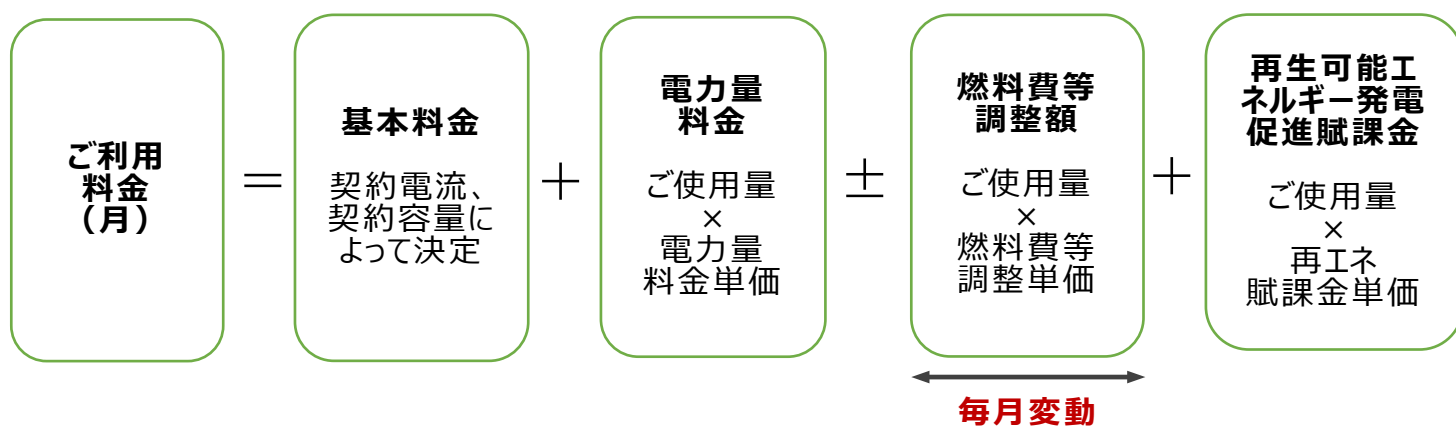 ご利用
料金
（月）
＝
基本料金
契約電流、
契約容量に
よって決定
＋
電力量
料金
ご使用量
×
電力量
料金単価
±
燃料費等
調整額
ご使用量
×
燃料費等
調整単価
＋
再生可能エ
ネルギー発電
促進賦課金
ご使用量
×
再エネ
賦課金単価
毎月変動